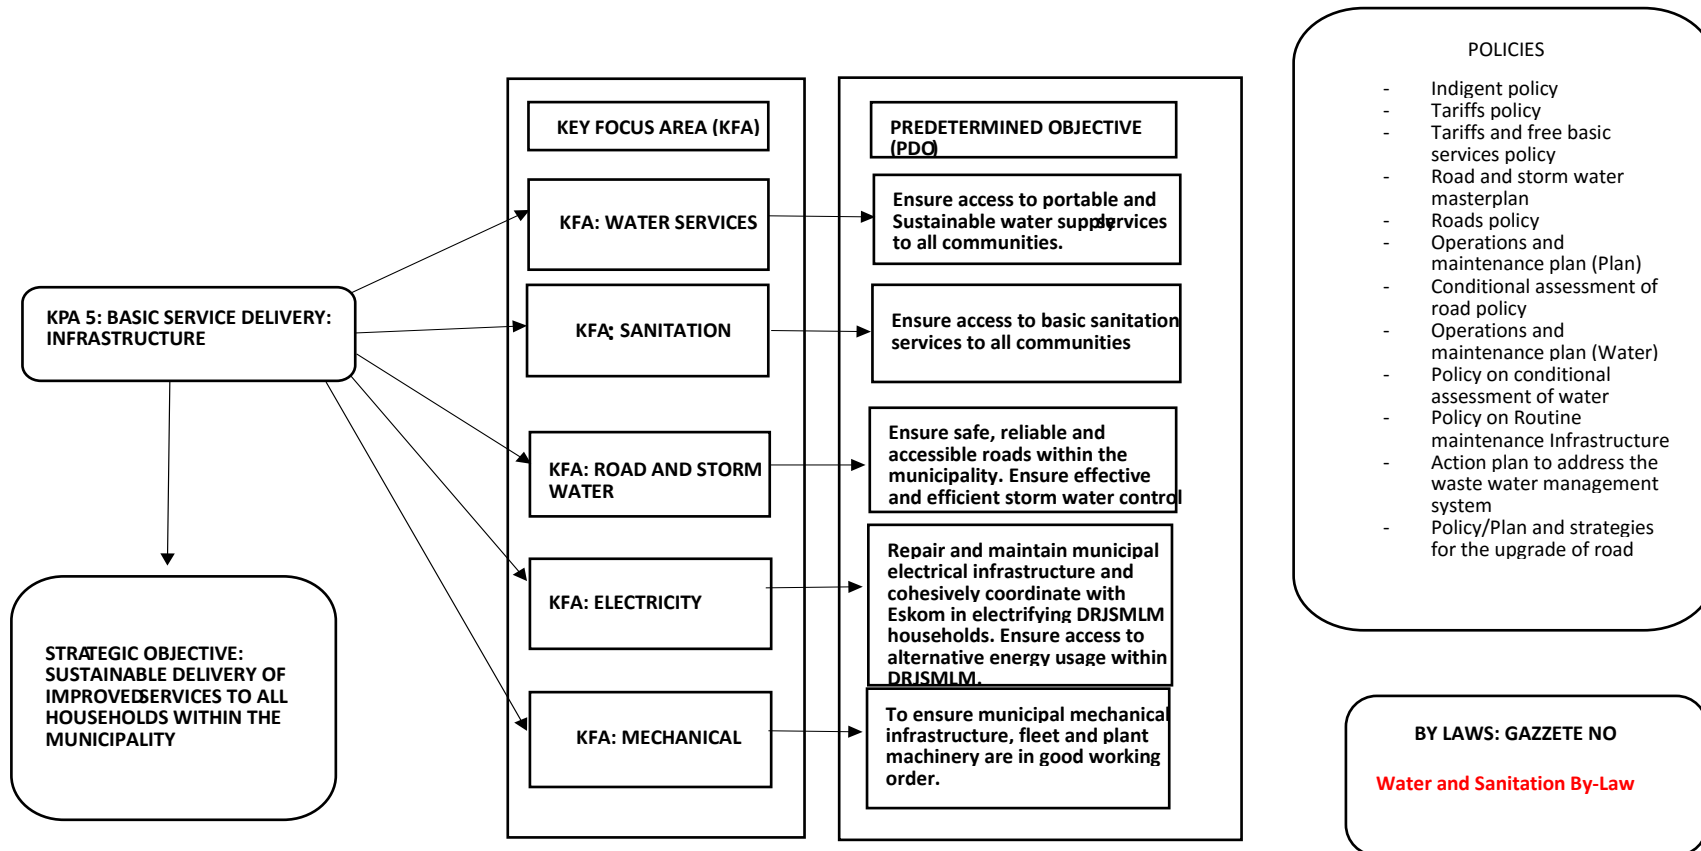 KPA 5: BASIC SERVICE DELIVERY:
INFRASTRUCTURE
STRATEGIC OBJECTIVE:
SUSTAINABLE DELIVERY OF
IMPROVED SERVICES TO ALL
HOUSEHOLDS WITHIN THE
MUNICIPALITY
KEY FOCUS AREA (KFA)
KFA: WATER SERVICES
KFA: SANITATION
KFA: ROAD AND STORM
WATER
KFA: ELECTRICITY
KFA: MECHANICAL
PREDETERMINED OBJECTIVE
(PDO)
Ensure access to portable and
Sustainable water supply services
to all communities.
Ensure access to basic sanitation
services to all communities
Ensure safe, reliable and
accessible roads within the
municipality. Ensure effective
and efficient storm water control
Repair and maintain municipal
electrical infrastructure and
cohesively coordinate with
Eskom in electrifying DRJSMLM
households. Ensure access to
alternative energy usage within
DRJSMLM.
To ensure municipal mechanical
infrastructure, fleet and plant
machinery are in good working
order.
POLICIES
- Indigent policy
- Tariffs policy
- Tariffs and free basic
services policy
- Road and storm water
masterplan
- Roads policy
- Operations and
maintenance plan (Plan)
- Conditional assessment of
road policy
- Operations and
maintenance plan (Water)
- Policy on conditional
assessment of water
- Policy on Routine
maintenance Infrastructure
- Action plan to address the
waste water management
system
- Policy/Plan and strategies
for the upgrade of road
BY LAWS: GAZZETE NO
Water and Sanitation By-Law